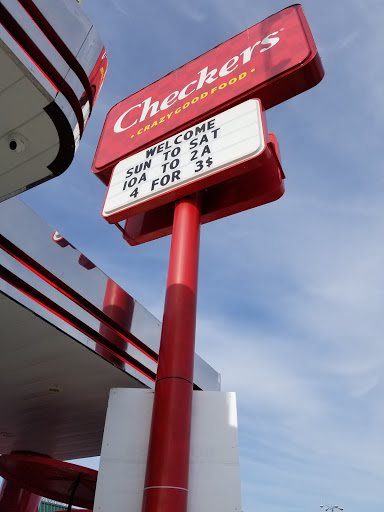 Checkers
• CRAZY GOOD FOOD •
WELCOME
SUN TO SAT
10A TO 2A
4 FOR 3$